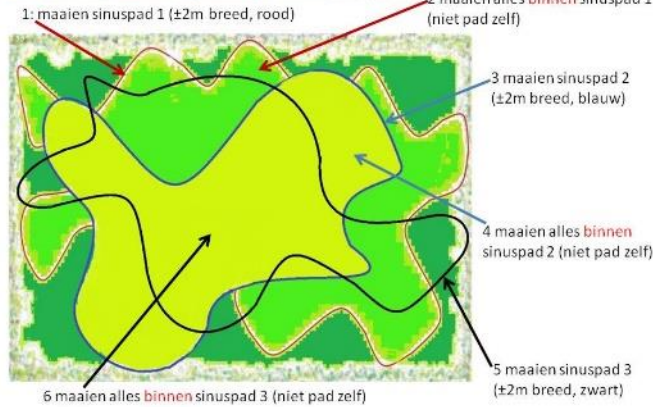 1: maaien sinuspad 1 (±2m breed, rood)
2 maaien alles binnen sinuspad 1
(niet pad zelf)
3 maaien sinuspad 2
(±2m breed, blauw)
4 maaien alles binnen
sinuspad 2 (niet pad zelf)
5 maaien sinuspad 3
(±2m breed, zwart)
6 maaien alles binnen sinuspad 3 (niet pad zelf)